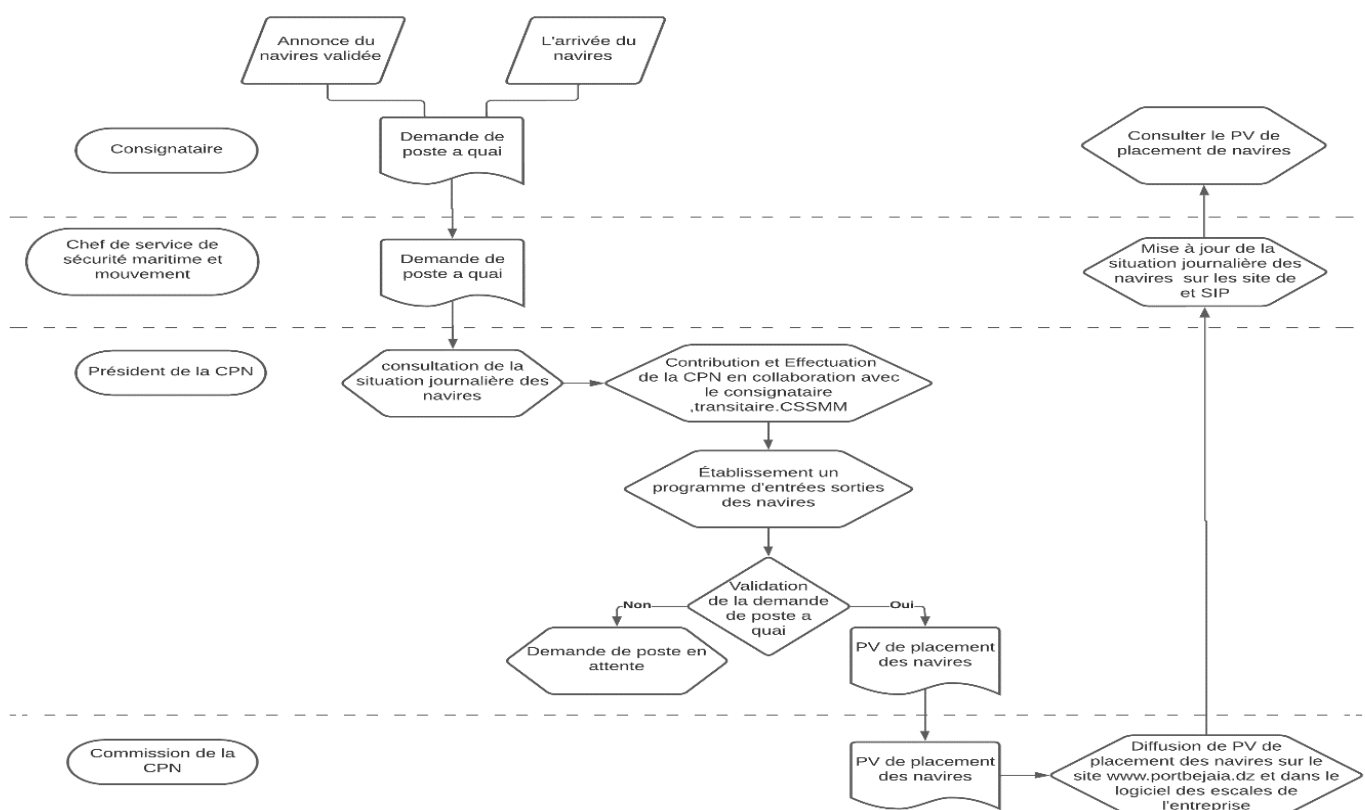 Annonce du
navires validée
L'arrivée du
navires
Consignataire
Demande de
poste a quai
Consulter le PV de
placement de navires
Chef de service de
sécurité maritime et
mouvement
Demande de
poste a quai
Mise à jour de la
situation journalière des
navires sur les site de
et SIP
Président de la CPN
consultation de la
situation journalière des
navires
Contribution et Effectuation
de la CPN en collaboration avec
le consignataire
,transitaire.CSSMM
Établissement un
programme d'entrées sorties
des navires
Validation
de la demande
de poste a
quai
Non
Oui
Demande de poste en
attente
PV de placement
des navires
Commission de la
CPN
PV de placement
des navires
Diffusion de PV de
placement des navires sur le
site www.portbejaia.dz et dans le
logiciel des escales de
l'entreprise